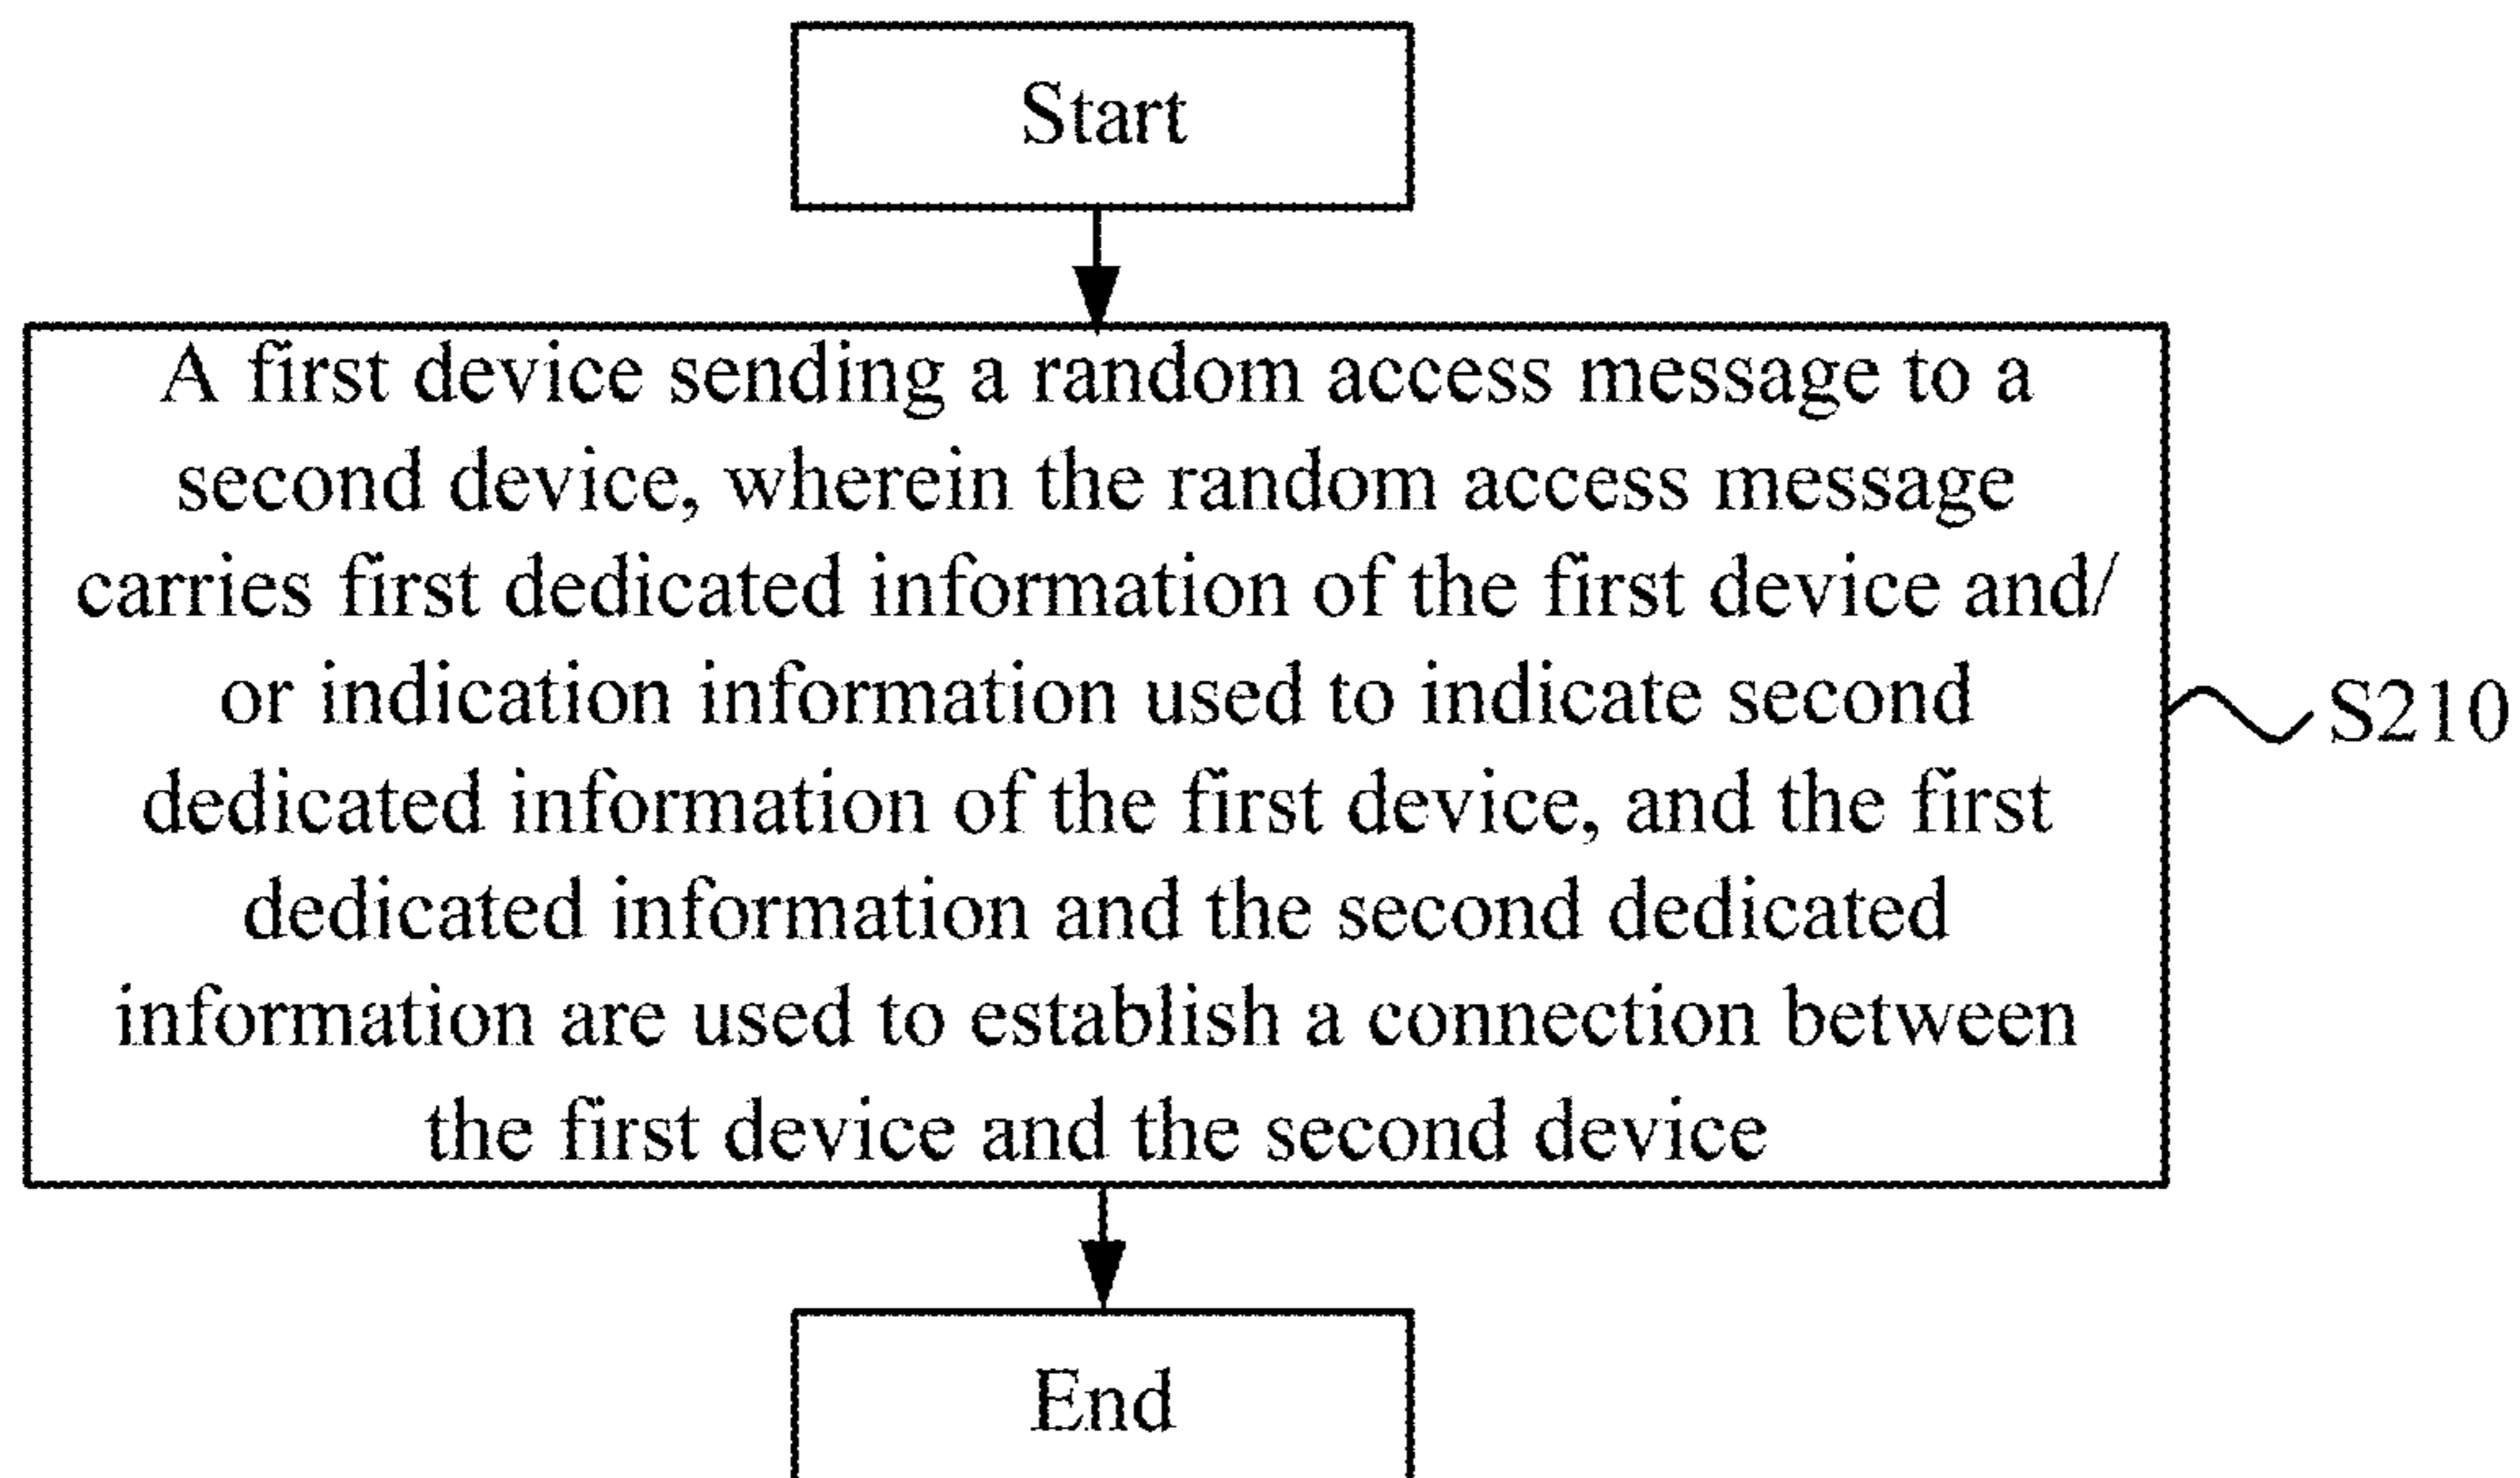 Start
A first device sending a random access message to a
second device, wherein the random access message
carries first dedicated information of the first device and/
or indication information used to indicate second
dedicated information of the first device, and the first
dedicated information and the second dedicated
information are used to establish a connection between
the first device and the second device
S210
End